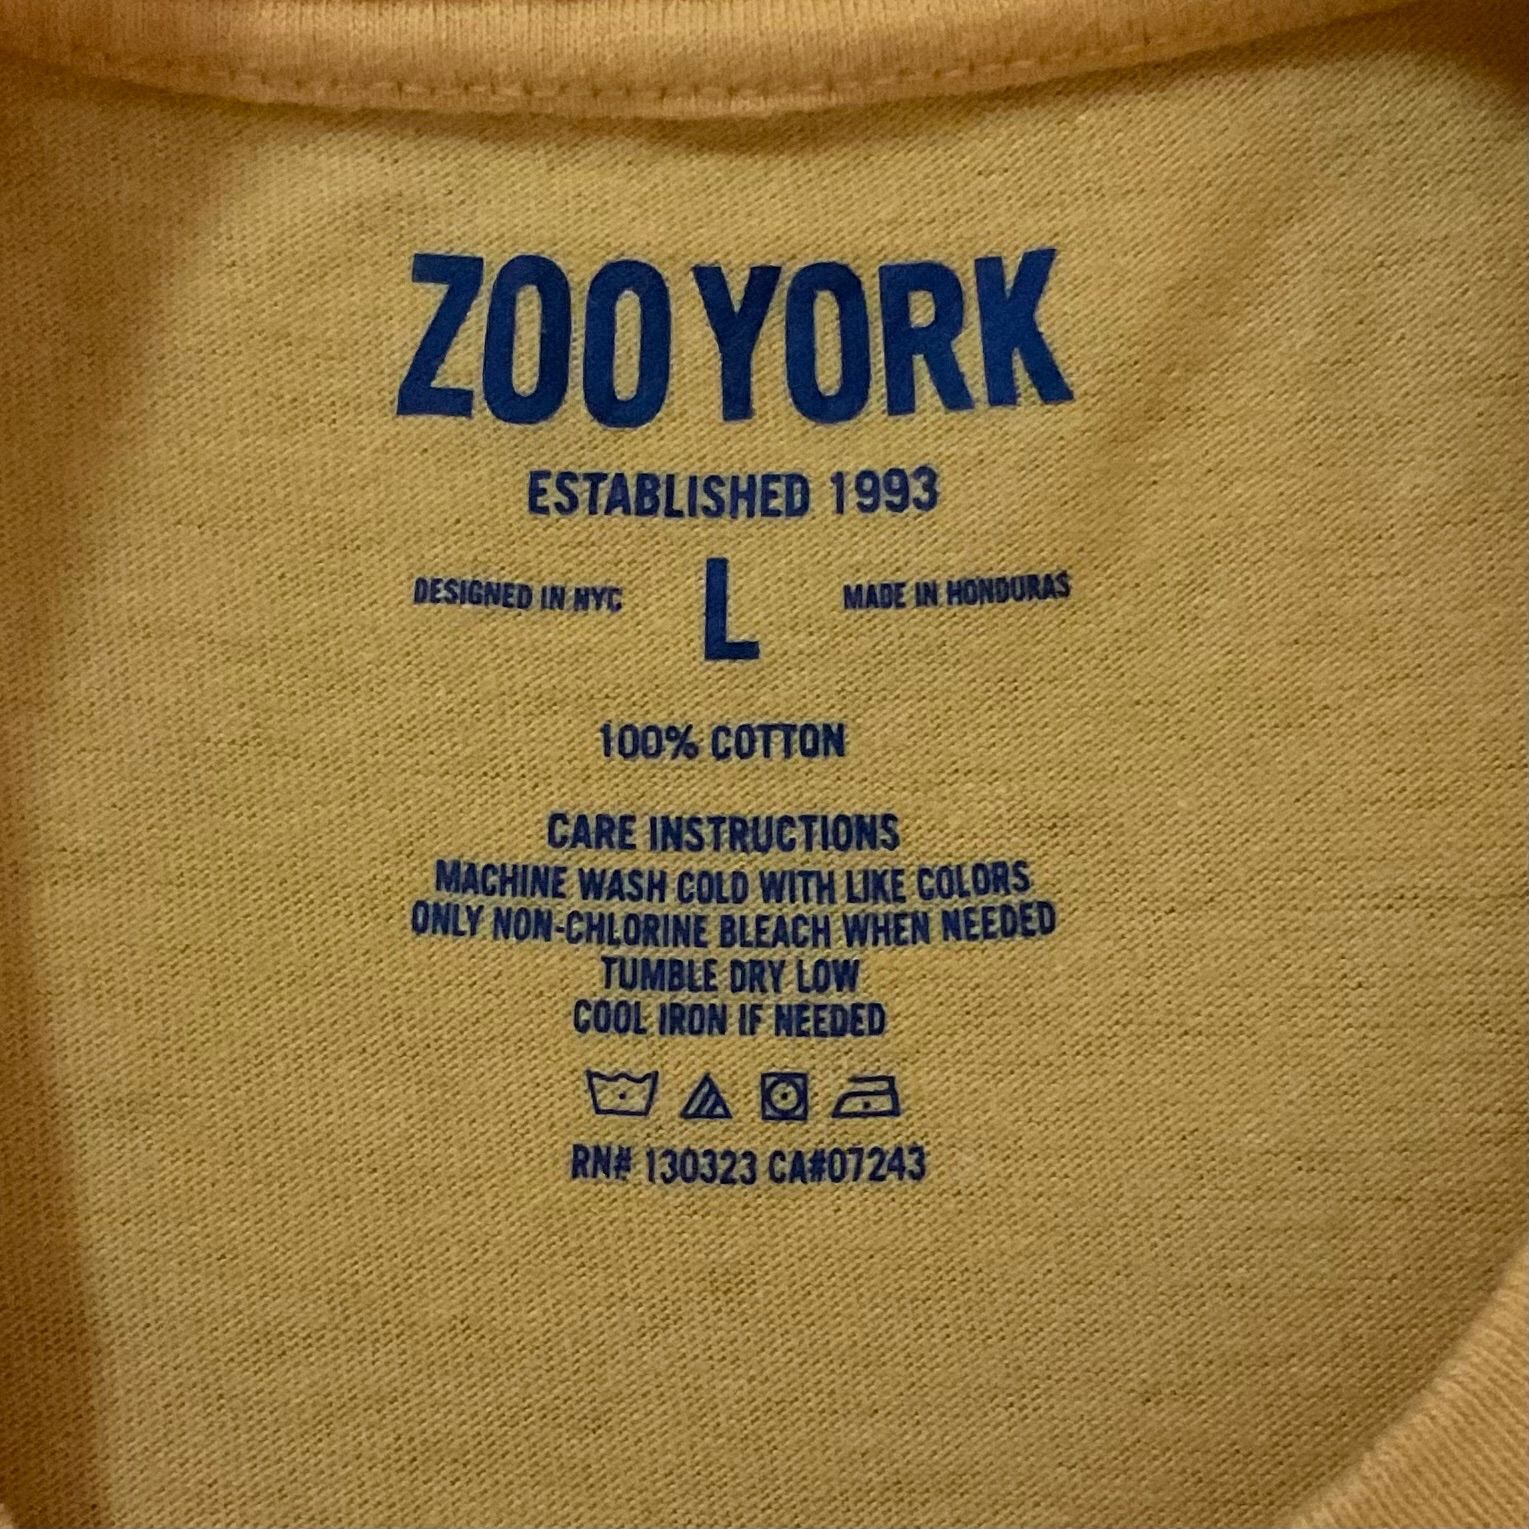 ZOO YORK
ESTABLISHED 1993
DESIGNED IN NYC L MADE IN HONDURAS
100% COTTON
CARE INSTRUCTIONS
MACHINE WASH COLD WITH LIKE COLORS
ONLY NON-CHLORINE BLEACH WHEN NEEDED
TUMBLE DRY LOW
COOL IRON IF NEEDED
RN# 130323 CA#07243